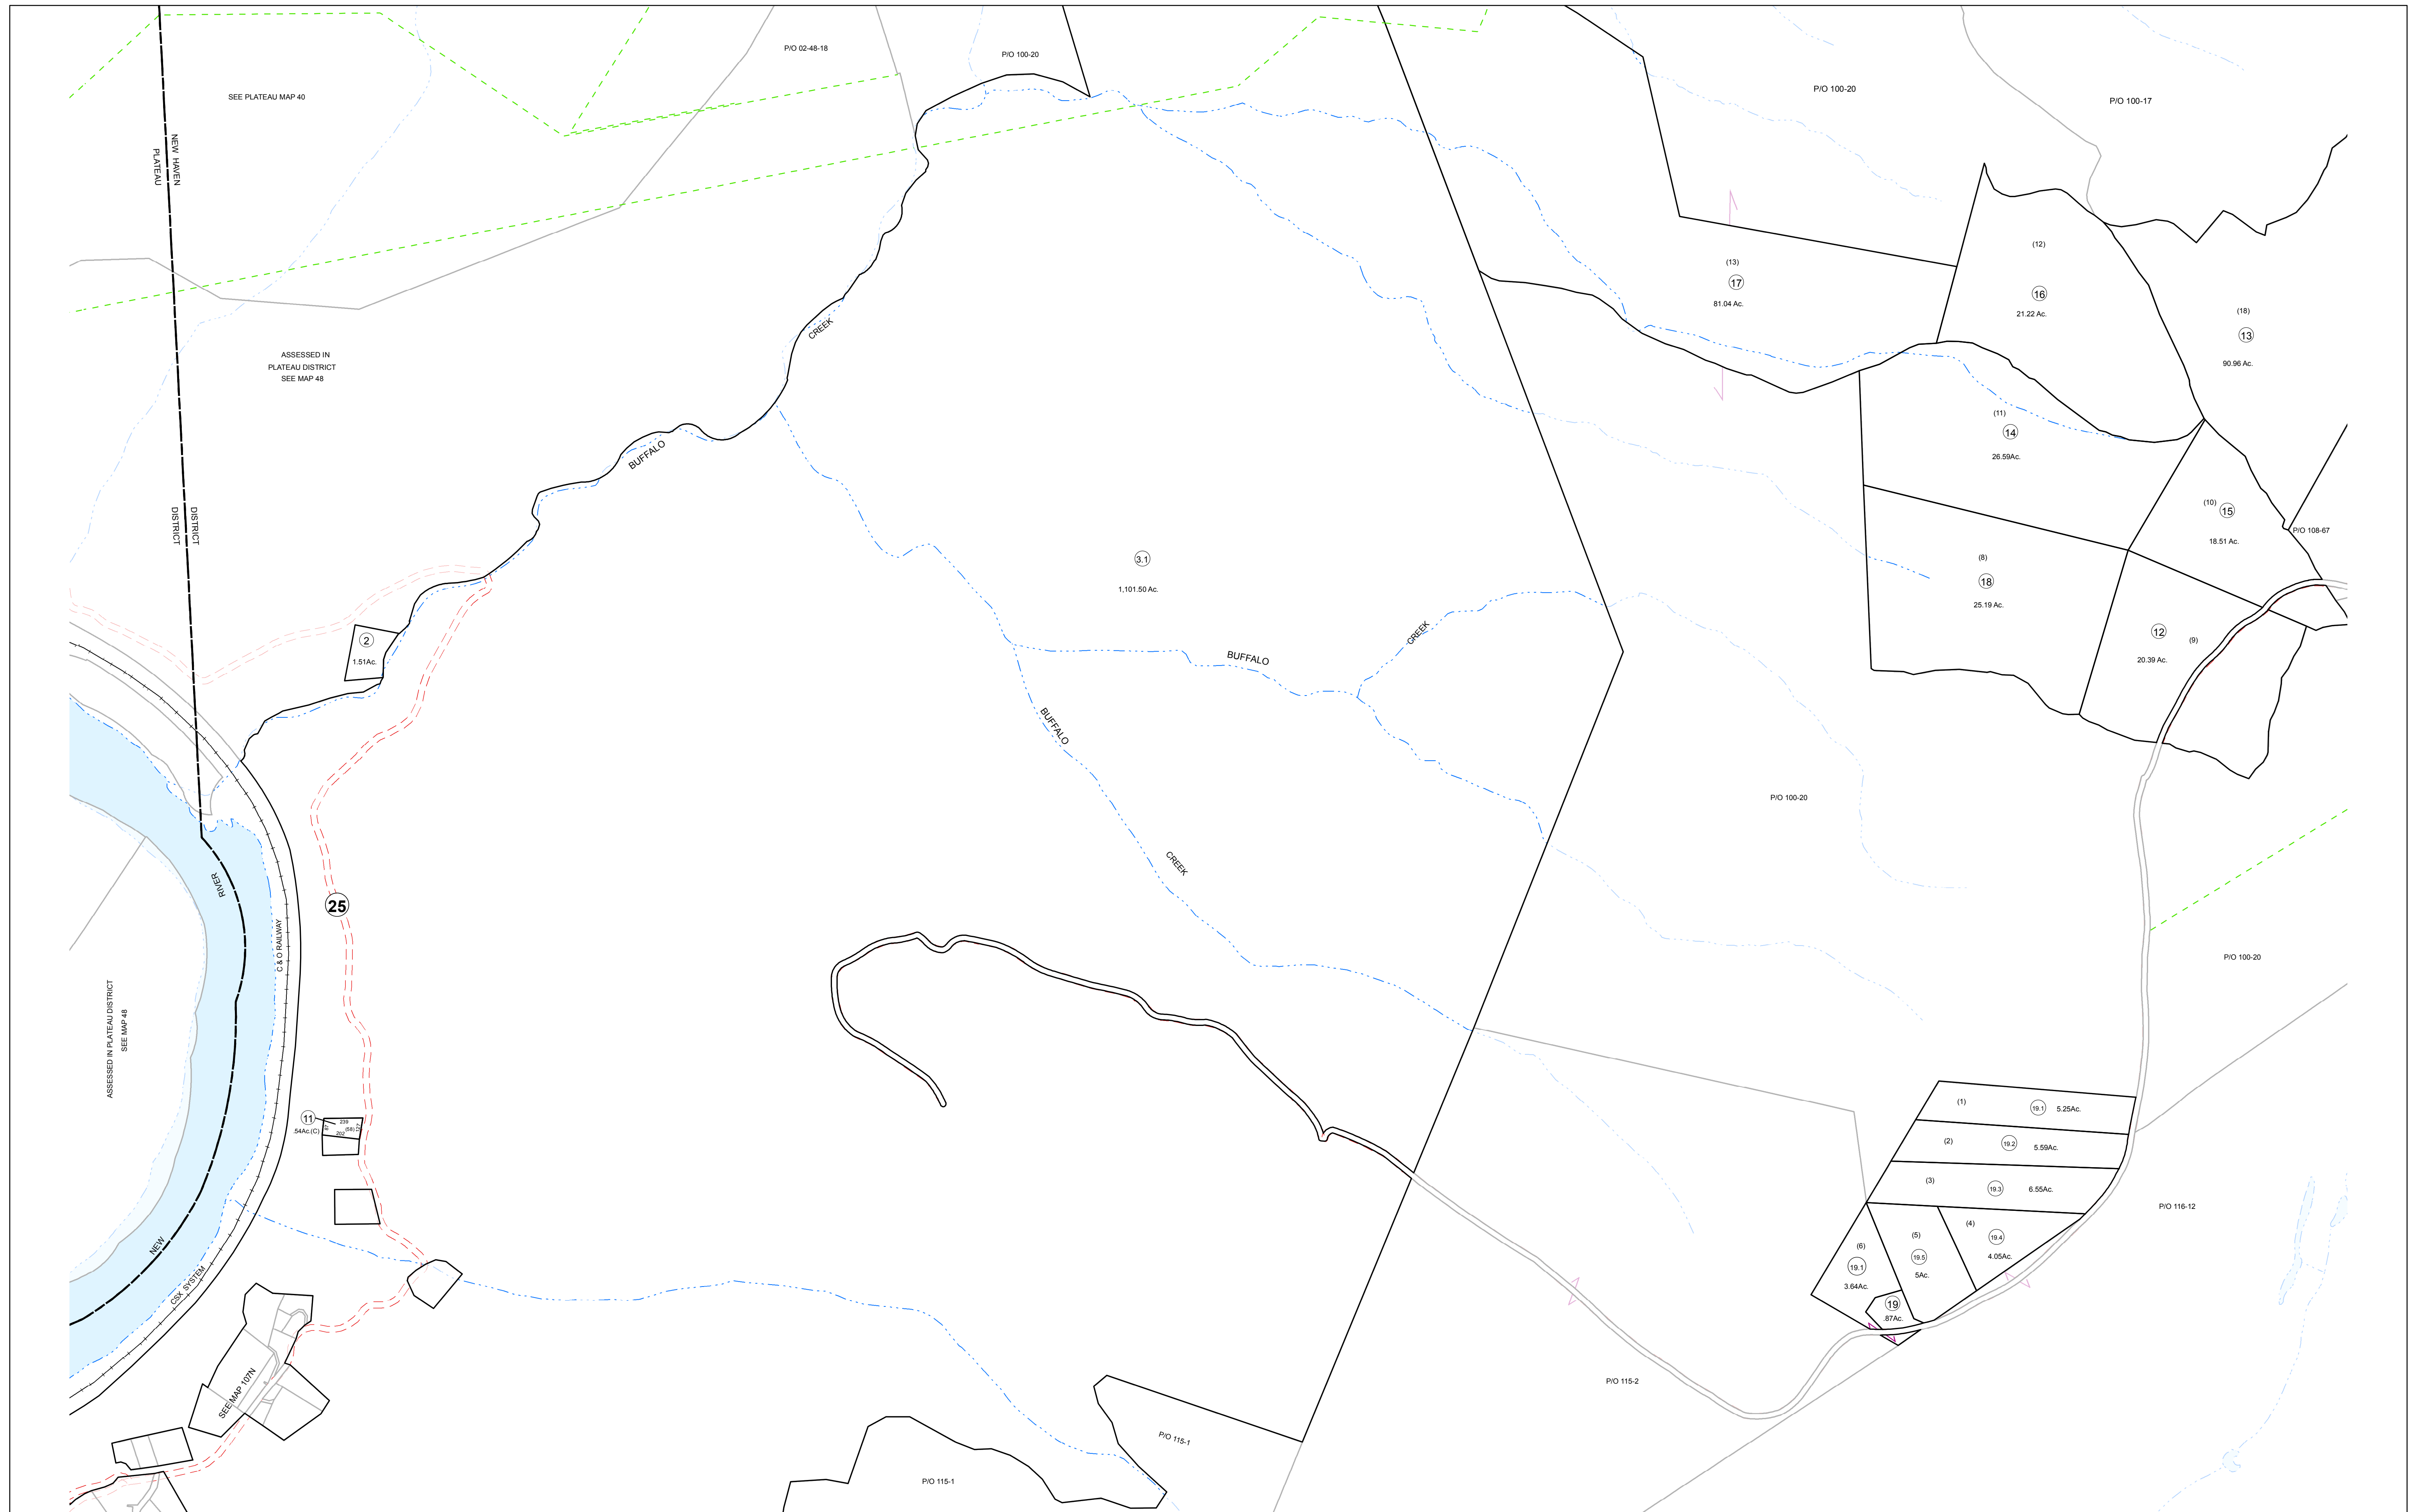 P/O 02-48-18
P/O 100-20
SEE PLATEAU MAP 40
P/O 100-20
P/O 100-17
NEW HAVEN
PLATEAU
(12)
(13)
17
81.04 Ac.
16
21.22 Ac.
(18)
13
90.96 Ac.
CREEK
ASSESSED IN
PLATEAU DISTRICT
SEE MAP 48
(11)
14
26.59Ac.
BUFFALO
DISTRICT
DISTRICT
(10)
15
18.51 Ac.
P/O 108-67
3.1
1,101.50 Ac.
(8)
18
25.19 Ac.
CREEK
2
1.51Ac.
12
(9)
20.39 Ac.
BUFFALO
BUFFALO
P/O 100-20
CREEK
RIVER
25
C & O RAILWAY
P/O 100-20
ASSESSED IN PLATEAU DISTRICT
SEE MAP 48
(1)
19.1
5.25Ac.
11
.54Ac.(C)
87
239
(58)
127
202
(2)
19.2
5.59Ac.
(3)
19.3
6.55Ac.
P/O 116-12
(4)
19.4
4.05Ac.
(5)
19.5
5Ac.
(6)
19.1
3.64Ac.
NEW
CSX SYSTEM
19
.87Ac.
SEE MAP 107N
P/O 115-2
P/O 115-1
P/O 115-1